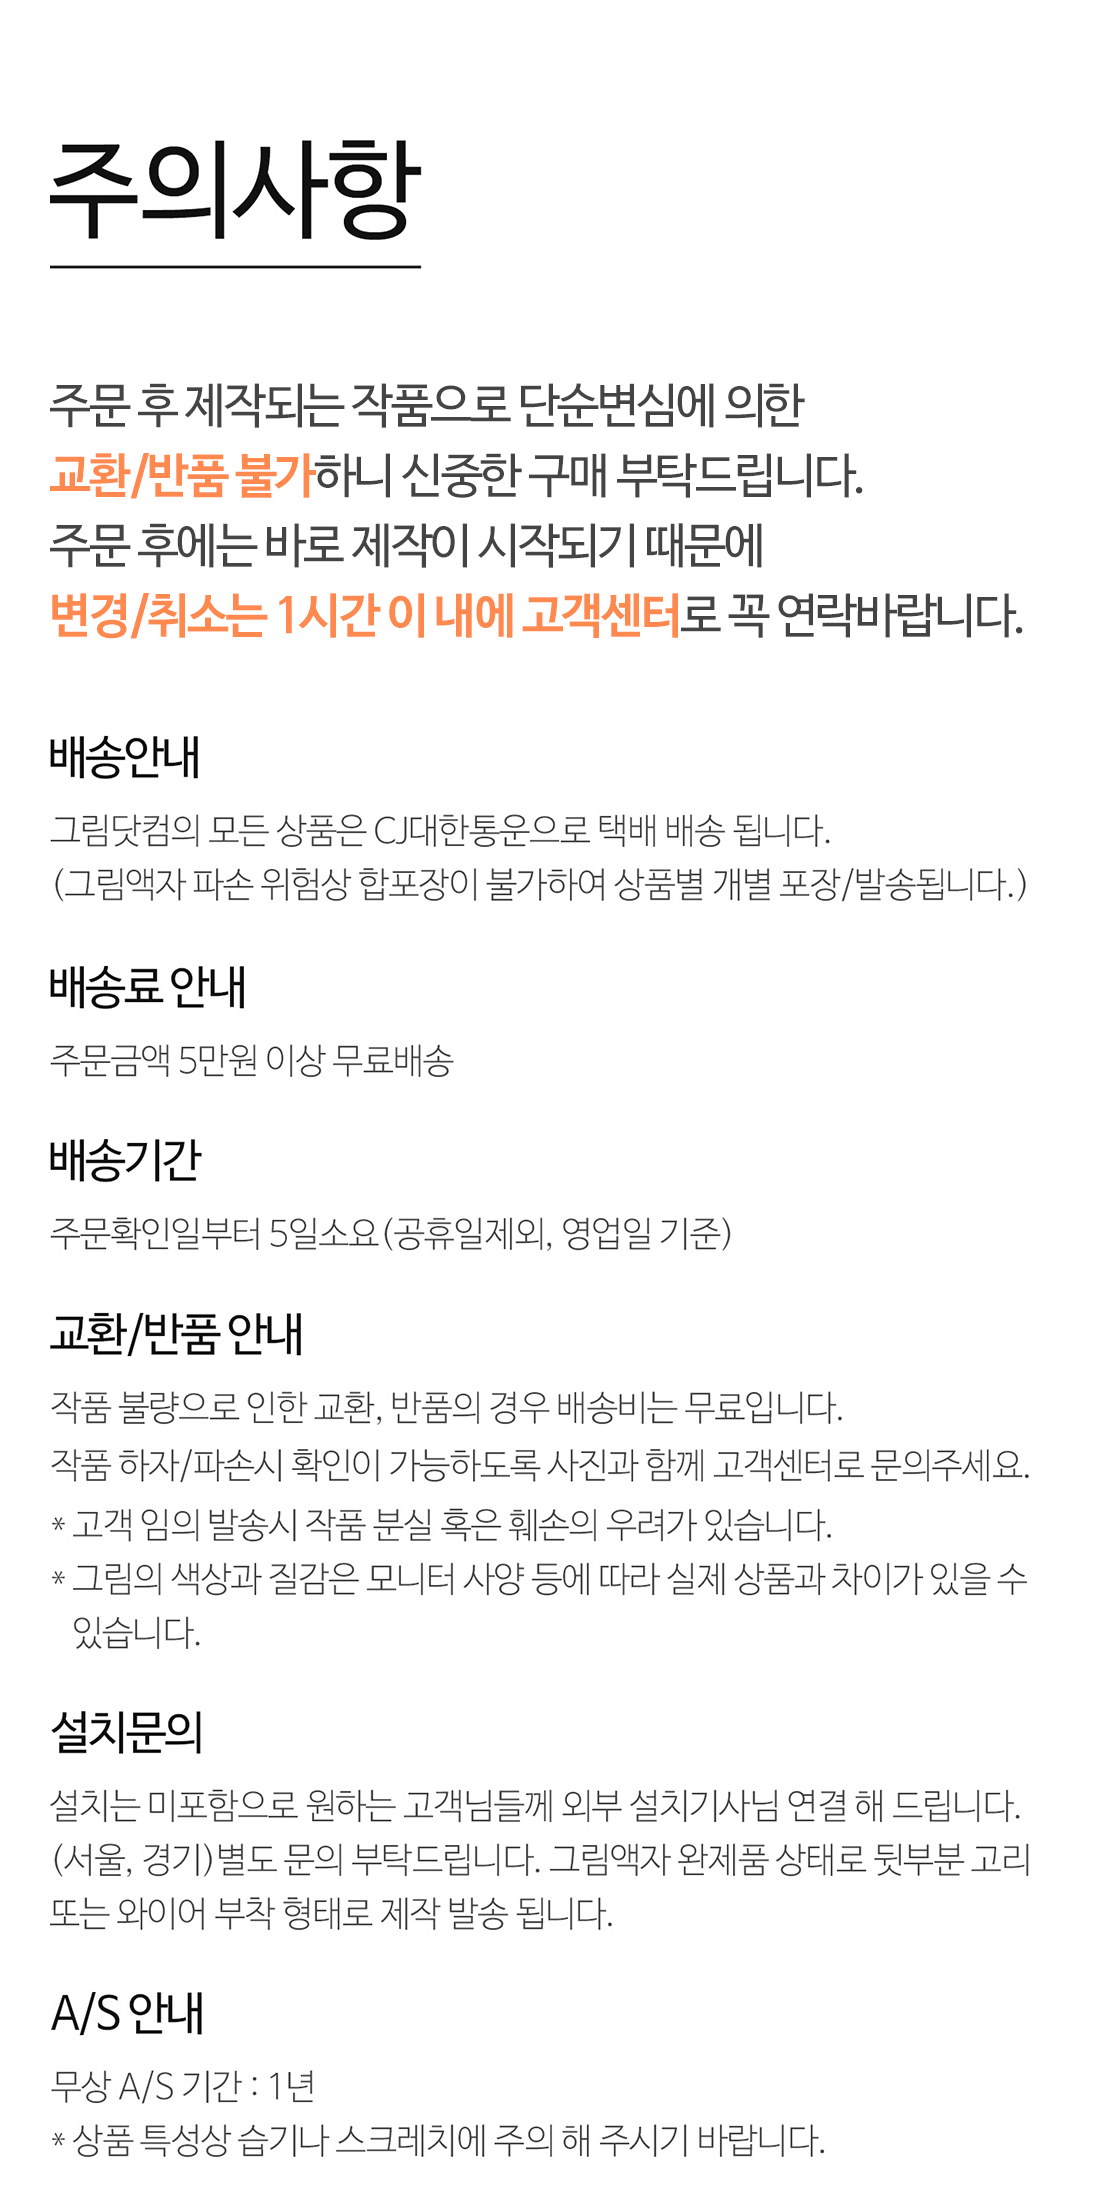 주의사항
주문 후 제작되는 작품으로 단순변심에 의한
교환/반품 불가하니 신중한 구매 부탁드립니다.
주문 후에는 바로 제작이 시작되기 때문에
변경/취소는 1시간 이 내에 고객센터로 꼭 연락바랍니다.
배송안내
그림닷컴의 모든 상품은 CJ대한통운으로 택배 배송 됩니다.
(그림액자 파손 위험상 합포장이 불가하여 상품별 개별 포장/발송됩니다.)
배송료 안내
주문금액 5만원 이상 무료배송
배송기간
주문확인일부터 5일소요(공휴일제외, 영업일 기준)
교환/반품 안내
작품 불량으로 인한 교환, 반품의 경우 배송비는 무료입니다.
작품 하자/파손시 확인이 가능하도록 사진과 함께 고객센터로 문의주세요.
* 고객 임의 발송시 작품 분실 혹은 훼손의 우려가 있습니다.
* 그림의 색상과 질감은 모니터 사양 등에 따라 실제 상품과 차이가 있을 수
있습니다.
설치문의
설치는 미포함으로 원하는 고객님들께 외부 설치기사님 연결 해 드립니다.
(서울, 경기)별도 문의 부탁드립니다. 그림액자 완제품 상태로 뒷부분 고리
또는 와이어 부착 형태로 제작 발송 됩니다.
A/S 안내
무상 A/S 기간 : 1년
* 상품 특성상 습기나 스크레치에 주의 해 주시기 바랍니다.